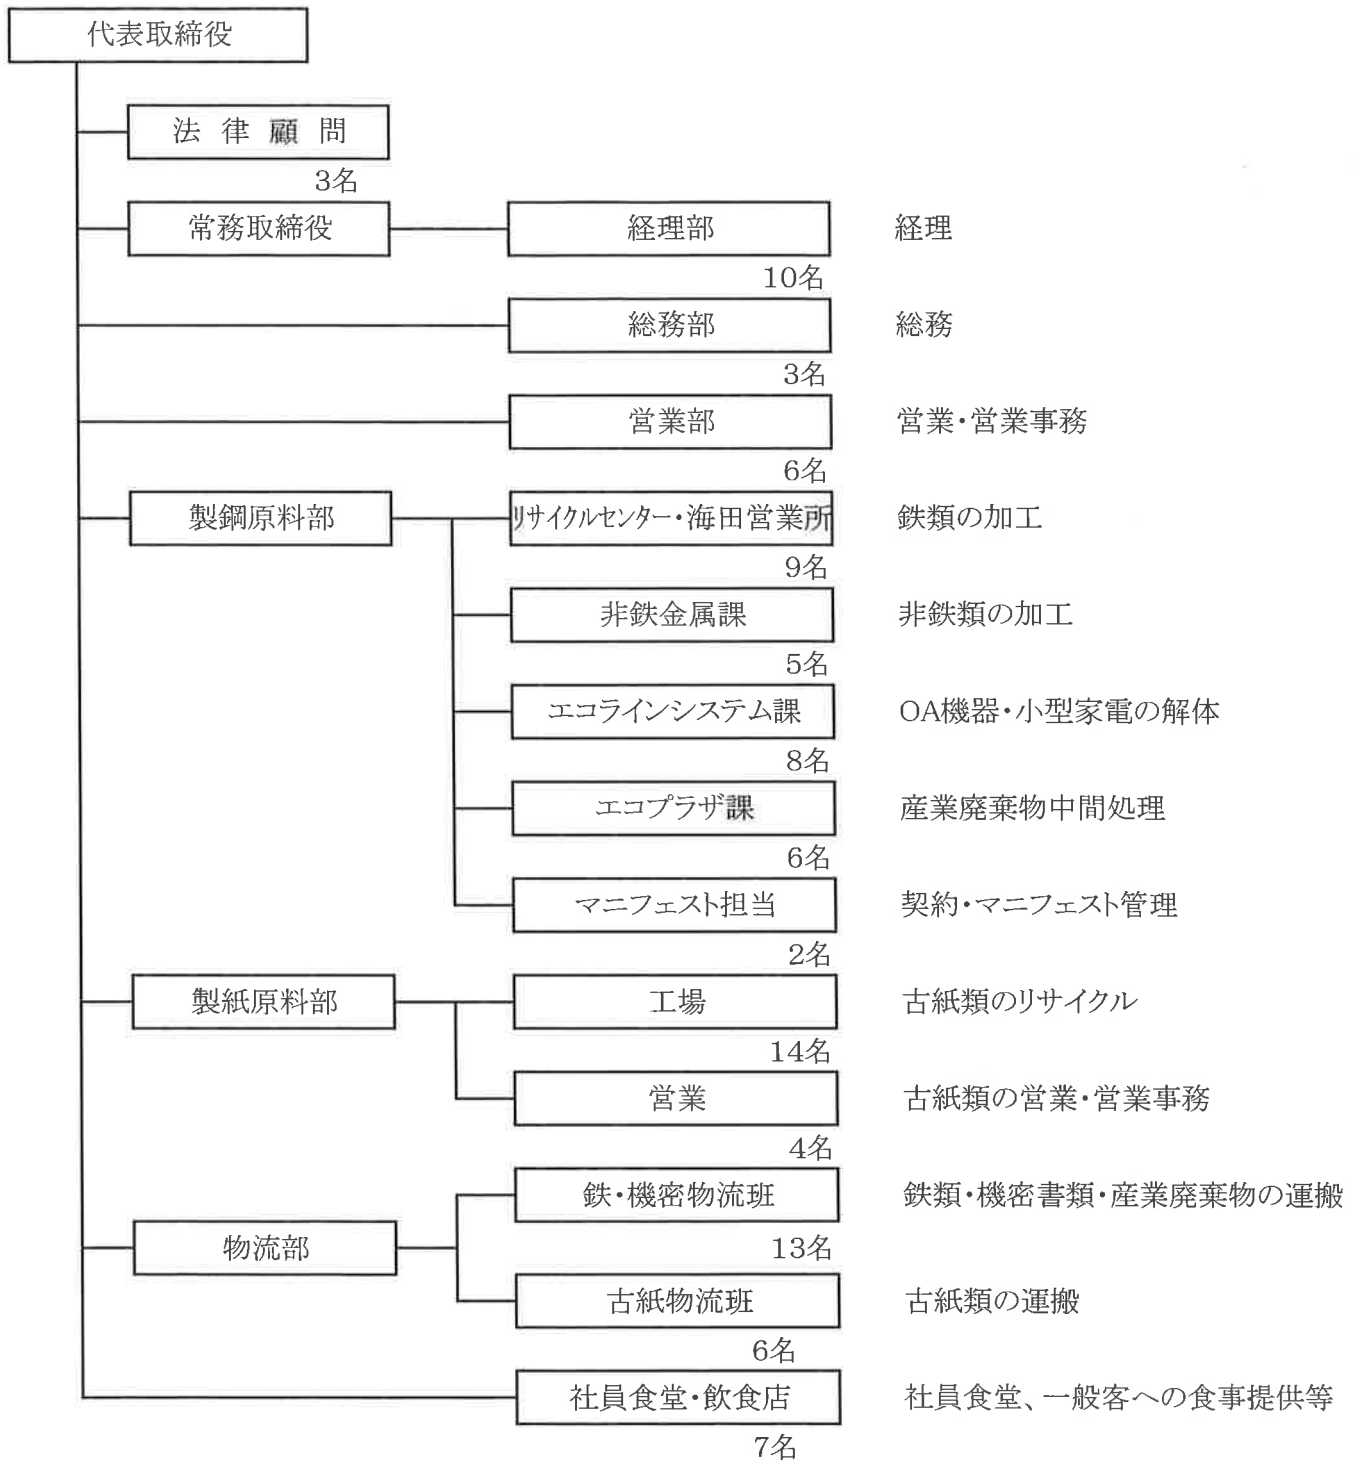 代表取締役
法律顧問
3名
常務取締役 経理部 経理
10名
総務部 総務
3名
営業部 営業・営業事務
6名
製鋼原料部 リサイクルセンター・海田営業所 鉄類の加工
9名
非鉄金属課 非鉄類の加工
5名
エコラインシステム課 OA機器・小型家電の解体
8名
エコプラザ課 産業廃棄物中間処理
6名
マニフェスト担当 契約・マニフェスト管理
2名
製紙原料部 工場 古紙類のリサイクル
14名
営業 古紙類の営業・営業事務
4名
鉄・機密物流班 鉄類・機密書類・産業廃棄物の運搬
物流部
13名
古紙物流班 古紙類の運搬
6名
社員食堂・飲食店 社員食堂、一般客への食事提供等
7名